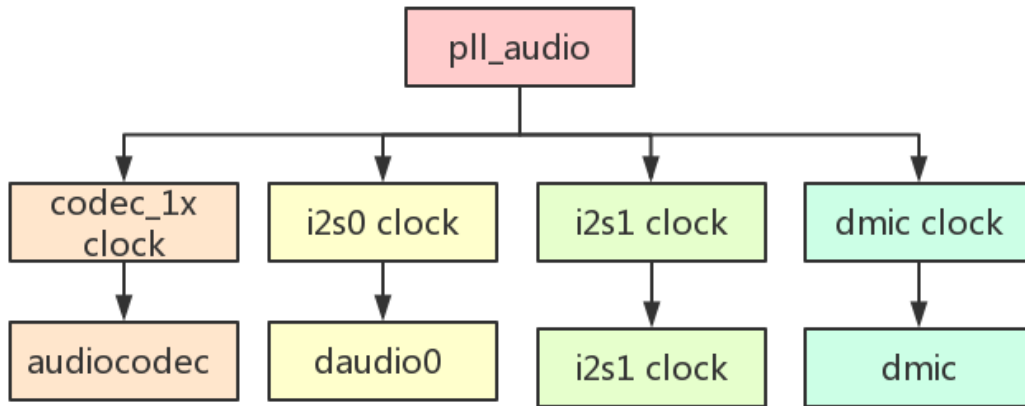 pll_audio
codec_1x
clock
i2s0 clock
i2s1 clock
dmic clock
audiocodec
daudio0
i2s1 clock
dmic